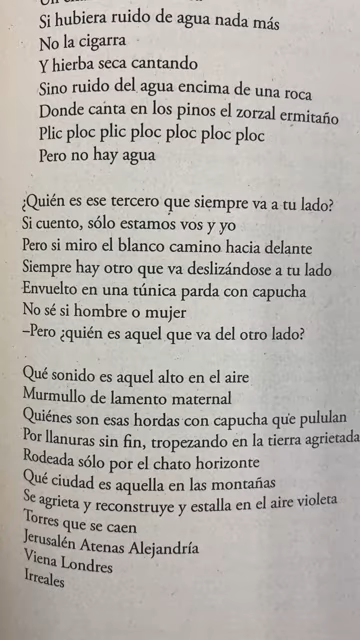 Si hubiera ruido de agua nada más
No la cigarra
Y hierba seca cantando
Sino ruido del agua encima de una roca
Donde canta en los pinos el zorzal ermitaño
Plic ploc plic ploc ploc ploc ploc
Pero no hay agua
¿Quién es ese tercero que siempre va a tu lado?
Si cuento, sólo estamos vos y yo
Pero si miro el blanco camino hacia delante
Siempre hay otro que va deslizándose a tu lado
Envuelto en una túnica parda con capucha
No sé si hombre o mujer
–Pero ¿quién es aquel que va del otro lado?
Qué sonido es aquel alto en el aire
Murmullo de lamento maternal
Quiénes son esas hordas con capucha que pululan
Por llanuras sin fin, tropezando en la tierra agrietada
Rodeada sólo por el chato horizonte
Qué ciudad es aquella en las montañas
Se agrieta y reconstruye y estalla en el aire violeta
Torres que se caen
Jerusalén Atenas Alejandría
Viena Londres
Irreales